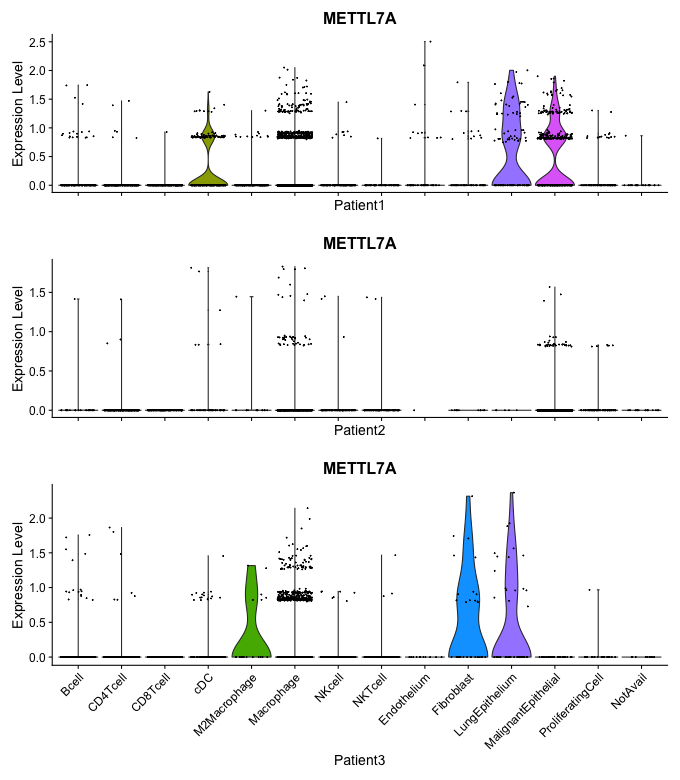 METTL7A
Expression Level
2.5
2.0
1.5
1.0
0.5
0.0
Patient1
METTL7A
Expression Level
1.5
1.0
0.5
0.0
Patient2
METTL7A
Expression Level
2.0
1.5
1.0
0.5
0.0
Bcell
CD4Tcell
CD8Tcell
cDC
M2Macrophage
Macrophage
NKcell
NKTcell
Endothelium
Fibroblast
LungEpithelium
MalignantEpithelial
ProliferatingCell
NotAvail
Patient3